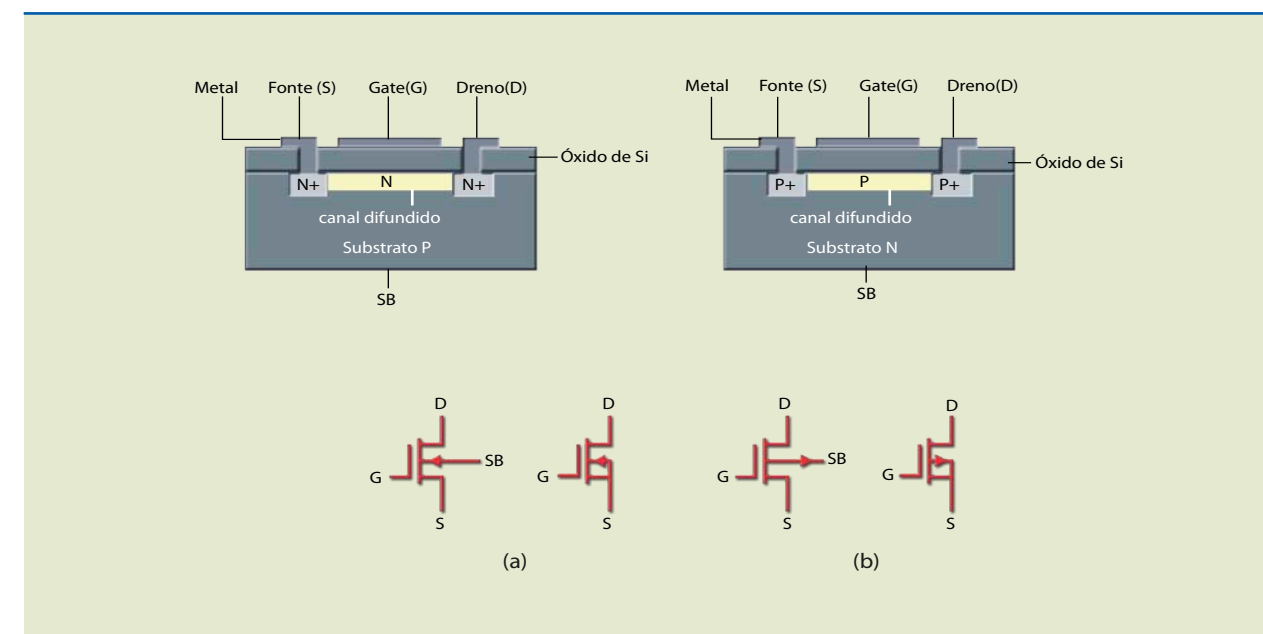 Metal Fonte (S) Gate(G) Dreno(D)
Óxido de Si
N+ N N+
canal difundido
Substrato P
SB
Metal Fonte (S) Gate(G) Dreno(D)
Óxido de Si
P+ P P+
canal difundido
Substrato N
SB
D
G SB
S
D
G
S
(a)
D
G SB
S
D
G
S
(b)